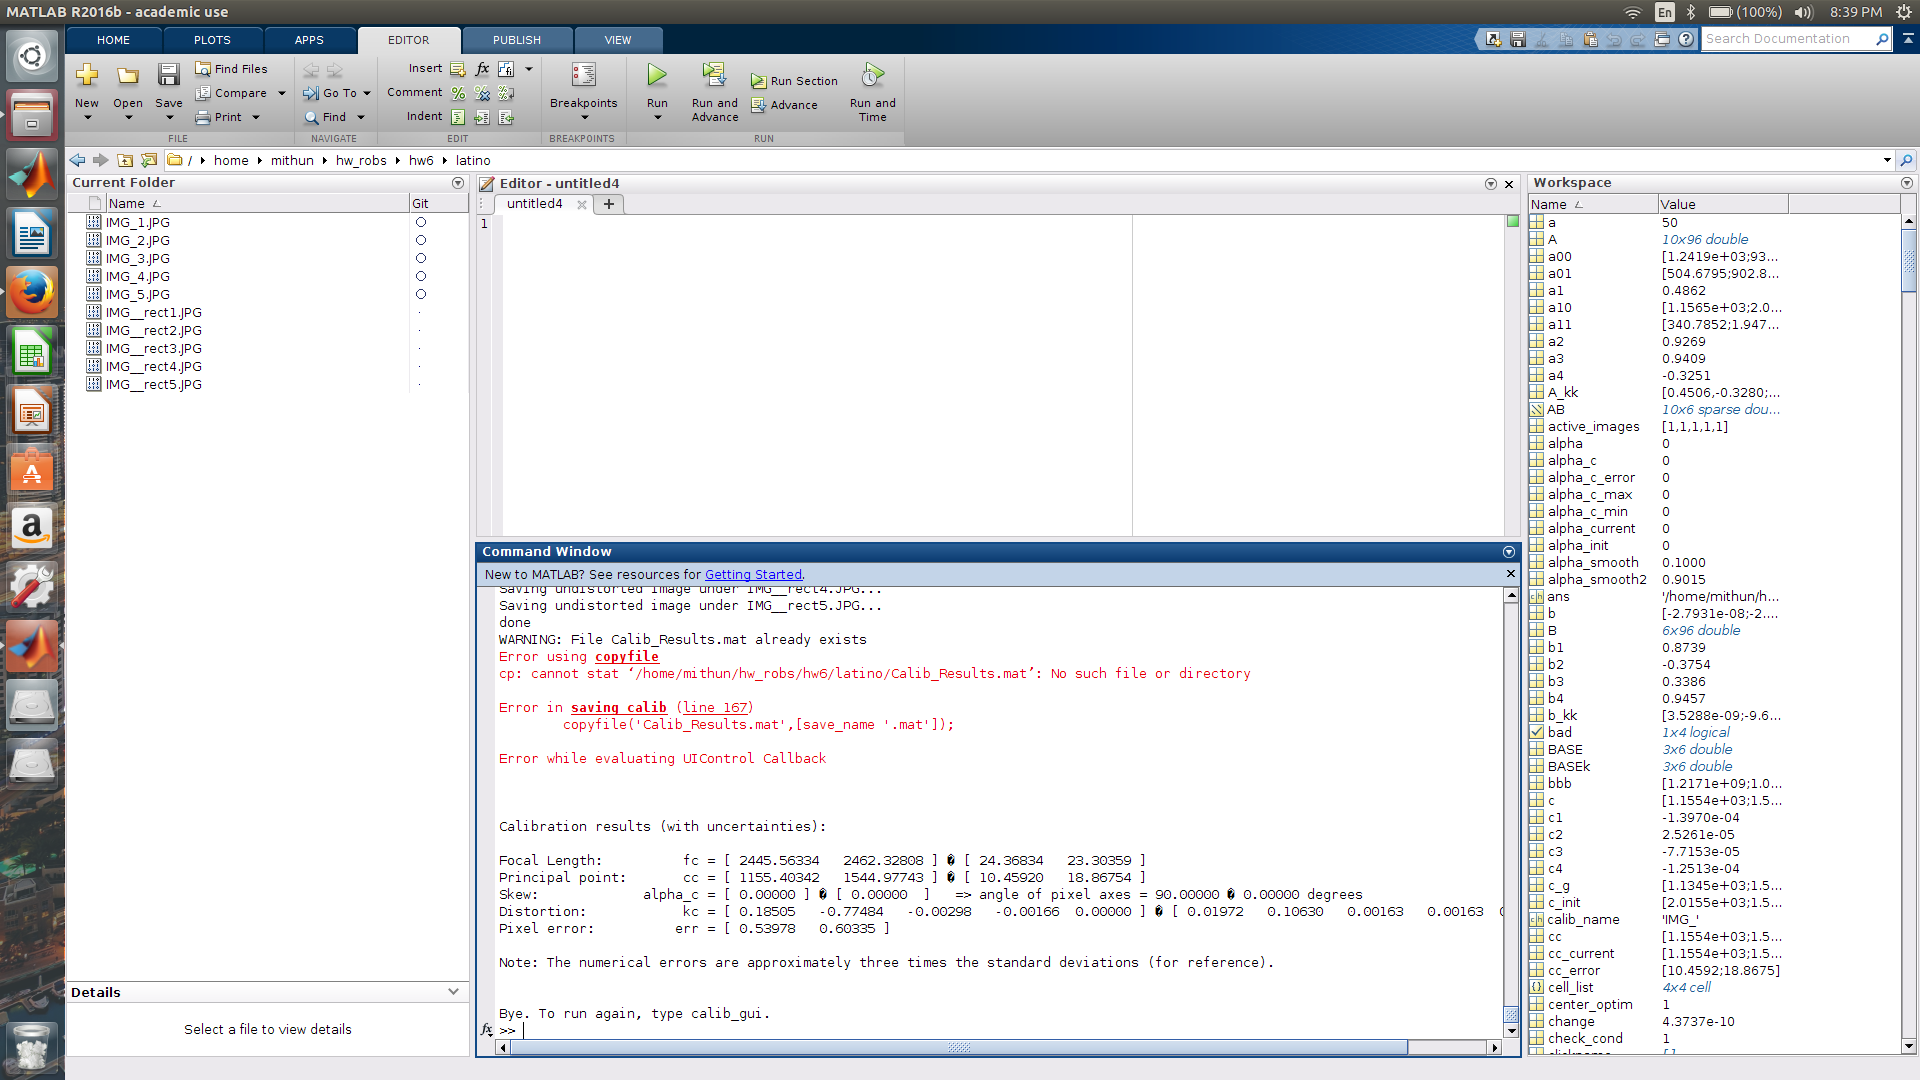 MATLAB R2016b - academic use
En
(100%)
8:39 PM
HOME
PLOTS
APPS
EDITOR
PUBLISH
VIEW
Search Documentation
New
Open
Save
Find Files
Compare
Print
FILE
Go To
Find
NAVIGATE
Insert
fx
Comment
Indent
EDIT
Breakpoints
BREAKPOINTS
Run
Run and
Advance
Run Section
Advance
Run and
Time
RUN
/ home mithun hw_robs hw6 latino
Current Folder
Name
Git
IMG_1.JPG
IMG_2.JPG
IMG_3.JPG
IMG_4.JPG
IMG_5.JPG
IMG__rect1.JPG
IMG__rect2.JPG
IMG__rect3.JPG
IMG__rect4.JPG
IMG__rect5.JPG
Details
Select a file to view details
Editor - untitled4
untitled4
1
Command Window
New to MATLAB? See resources for Getting Started.
Saving undistorted image under IMG__rect4.JPG...
Saving undistorted image under IMG__rect5.JPG...
done
WARNING: File Calib_Results.mat already exists
Error using copyfile
cp: cannot stat ‘/home/mithun/hw_robs/hw6/latino/Calib_Results.mat’: No such file or directory
Error in saving_calib (line 167)
copyfile('Calib_Results.mat',[save_name '.mat']);
Error while evaluating UIControl Callback
Calibration results (with uncertainties):
Focal Length: fc = [ 2445.56334 2462.32808 ] � [ 24.36834 23.30359 ]
Principal point: cc = [ 1155.40342 1544.97743 ] � [ 10.45920 18.86754 ]
Skew: alpha_c = [ 0.00000 ] � [ 0.00000 ] => angle of pixel axes = 90.00000 � 0.00000 degrees
Distortion: kc = [ 0.18505 -0.77484 -0.00298 -0.00166 0.00000 ] � [ 0.01972 0.10630 0.00163 0.00163
Pixel error: err = [ 0.53978 0.60335 ]
Note: The numerical errors are approximately three times the standard deviations (for reference).
Bye. To run again, type calib_gui.
fx >>
Workspace
Name Value
a 50
A 10x96 double
a00 [1.2419e+03;93...
a01 [504.6795;902.8...
a1 0.4862
a10 [1.1565e+03;2.0...
a11 [340.7852;1.947...
a2 0.9269
a3 0.9409
a4 -0.3251
A_kk [0.4506,-0.3280;...
AB 10x6 sparse dou...
active_images [1,1,1,1,1]
alpha 0
alpha_c 0
alpha_c_error 0
alpha_c_max 0
alpha_c_min 0
alpha_current 0
alpha_init 0
alpha_smooth 0.1000
alpha_smooth2 0.9015
ans '/home/mithun/h...
b [-2.7931e-08;-2....
B 6x96 double
b1 0.8739
b2 -0.3754
b3 0.3386
b4 0.9457
b_kk [3.5288e-09;-9.6...
bad 1x4 logical
BASE 3x6 double
BASEk 3x6 double
bbb [1.2171e+09;1.0...
c [1.1554e+03;1.5...
c1 -1.3970e-04
c2 2.5261e-05
c3 -7.7153e-05
c4 -1.2513e-04
c_g [1.1345e+03;1.5...
c_init [2.0155e+03;1.5...
calib_name 'IMG_'
cc [1.1554e+03;1.5...
cc_current [1.1554e+03;1.5...
cc_error [10.4592;18.8675]
cell_list 4x4 cell
center_optim 1
change 4.3737e-10
check_cond 1